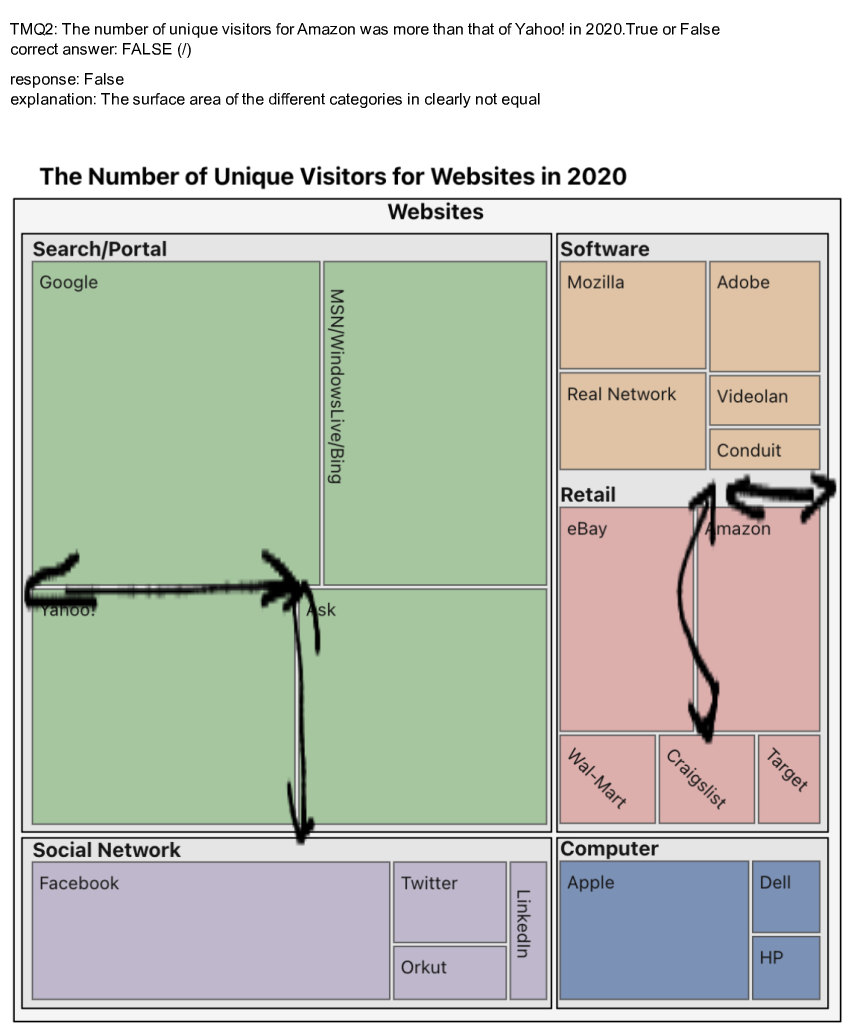 TMQ2: The number of unique visitors for Amazon was more than that of Yahoo! in 2020.True or False
correct answer: FALSE (/)
response: False
explanation: The surface area of the different categories in clearly not equal
The Number of Unique Visitors for Websites in 2020
Websites
Search/Portal
Google
MSN/WindowsLive/Bing
Yahoo!
Ask
Software
Mozilla
Adobe
Real Network
Videolan
Conduit
Retail
eBay
Amazon
Wal-Mart
Craigslist
Target
Social Network
Facebook
Twitter
Orkut
LinkedIn
Computer
Apple
Dell
HP